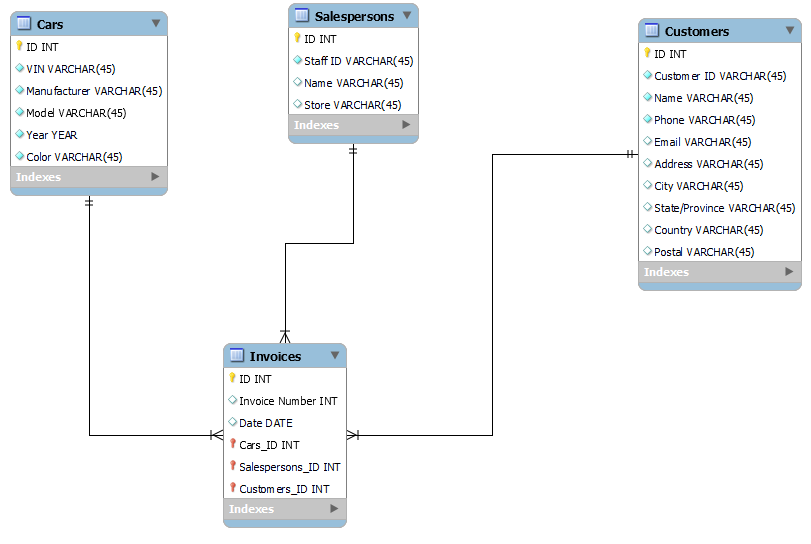 Cars
ID INT
VIN VARCHAR(45)
Manufacturer VARCHAR(45)
Model VARCHAR(45)
Year YEAR
Color VARCHAR(45)
Indexes
Salespersons
ID INT
Staff ID VARCHAR(45)
Name VARCHAR(45)
Store VARCHAR(45)
Indexes
Customers
ID INT
Customer ID VARCHAR(45)
Name VARCHAR(45)
Phone VARCHAR(45)
Email VARCHAR(45)
Address VARCHAR(45)
City VARCHAR(45)
State/Province VARCHAR(45)
Country VARCHAR(45)
Postal VARCHAR(45)
Indexes
Invoices
ID INT
Invoice Number INT
Date DATE
Cars_ID INT
Salespersons_ID INT
Customers_ID INT
Indexes